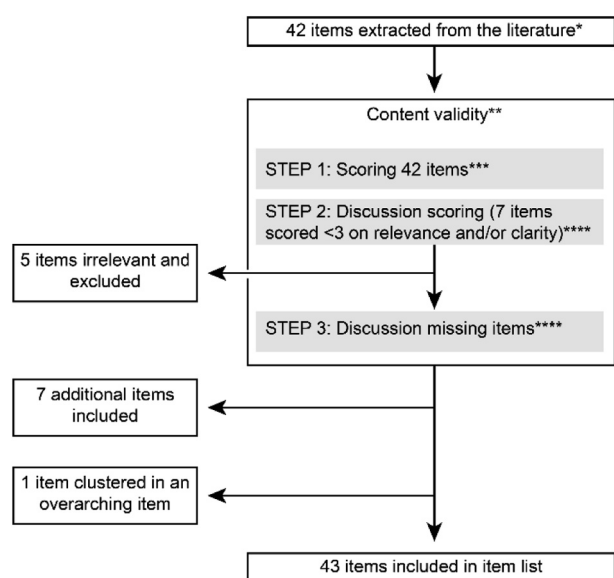 42 items extracted from the literature*
Content validity**
STEP 1: Scoring 42 items***
STEP 2: Discussion scoring (7 items
scored <3 on relevance and/or clarity)****
5 items irrelevant and
excluded
STEP 3: Discussion missing items****
7 additional items
included
1 item clustered in an
overarching item
43 items included in item list